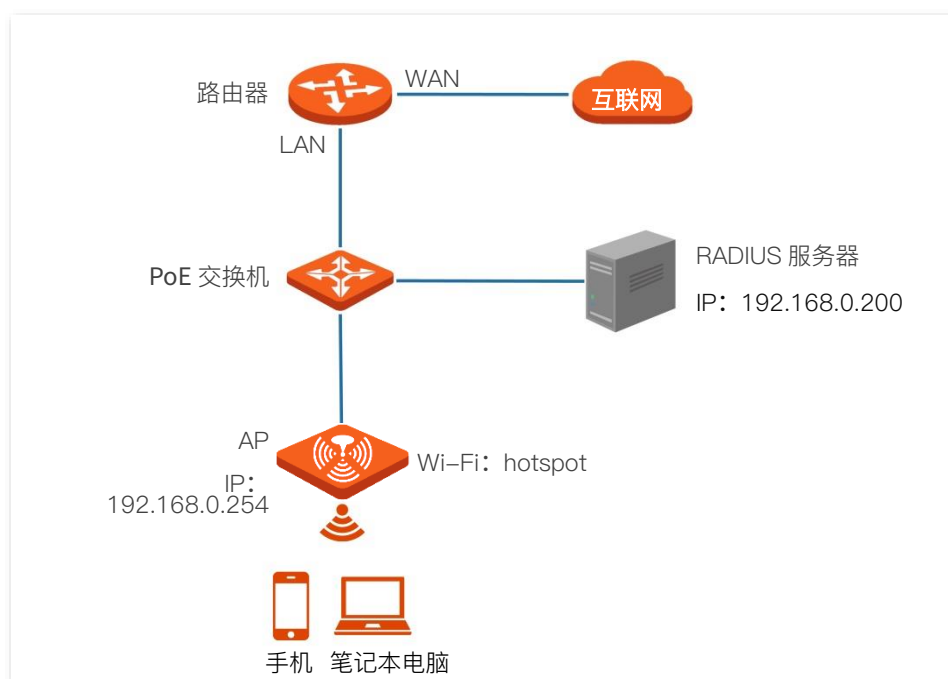 路由器
WAN
互联网
LAN
PoE 交换机
RADIUS 服务器
IP：192.168.0.200
AP
IP：
192.168.0.254
Wi–Fi：hotspot
手机
笔记本电脑